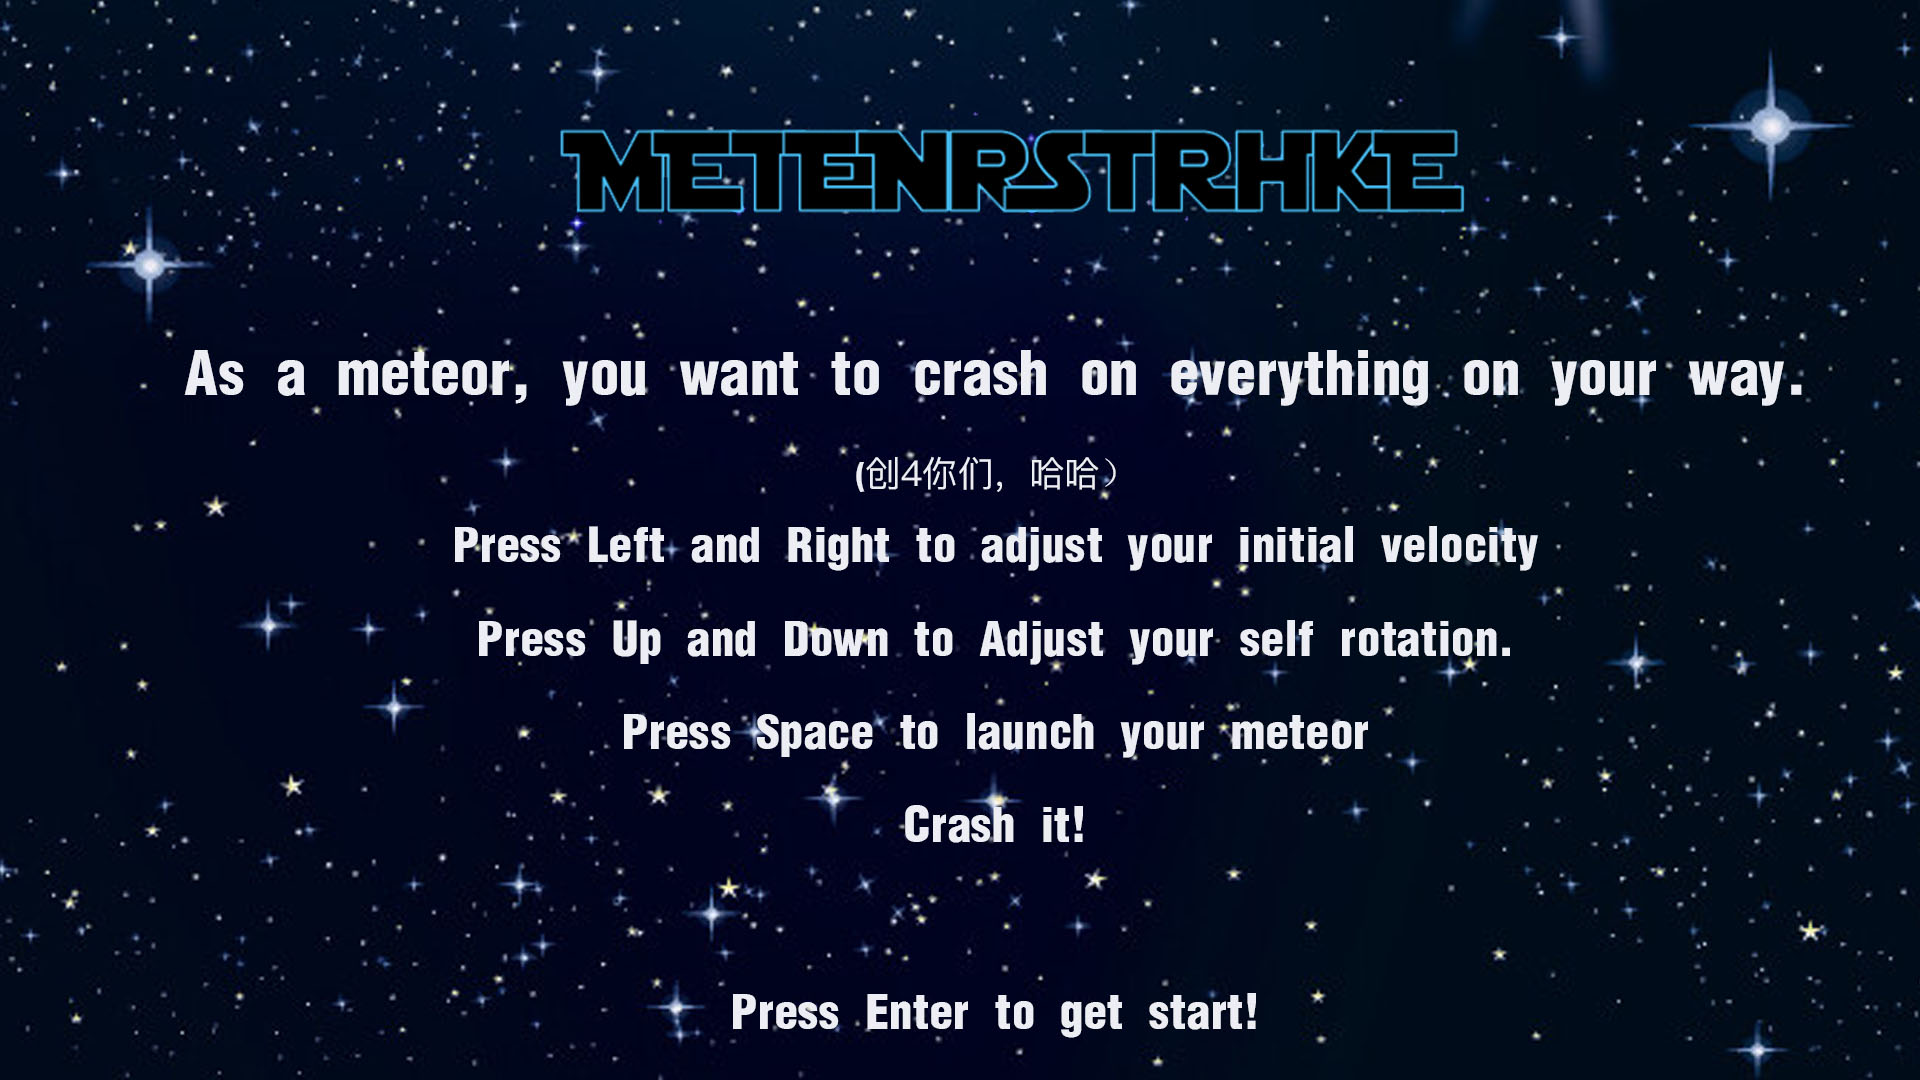 METENRSTRHKE
As a meteor, you want to crash on everything on your way.
(创4你们，哈哈）
Press Left and Right to adjust your initial velocity
Press Up and Down to Adjust your self rotation.
Press Space to launch your meteor
Crash it!
Press Enter to get start!